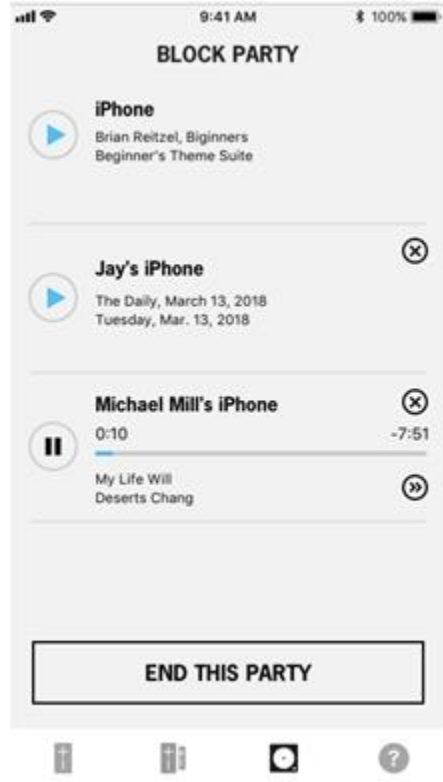 9:41 AM
100%
BLOCK PARTY
iPhone
Brian Reitzel, Biginners
Beginner's Theme Suite
Jay's iPhone
The Daily, March 13, 2018
Tuesday, Mar. 13, 2018
Michael Mill's iPhone
0:10 -7:51
My Life Will
Deserts Chang
END THIS PARTY
?